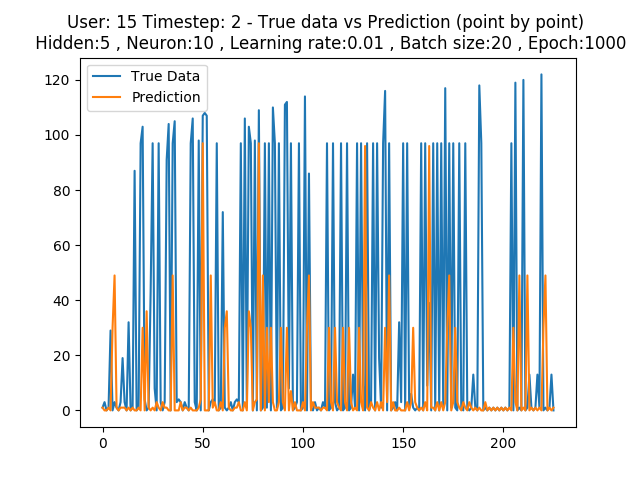 User: 15 Timestep: 2 - True data vs Prediction (point by point)
Hidden:5 , Neuron:10 , Learning rate:0.01 , Batch size:20 , Epoch:1000
True Data
Prediction
120
100
80
60
40
20
0
0 50 100 150 200